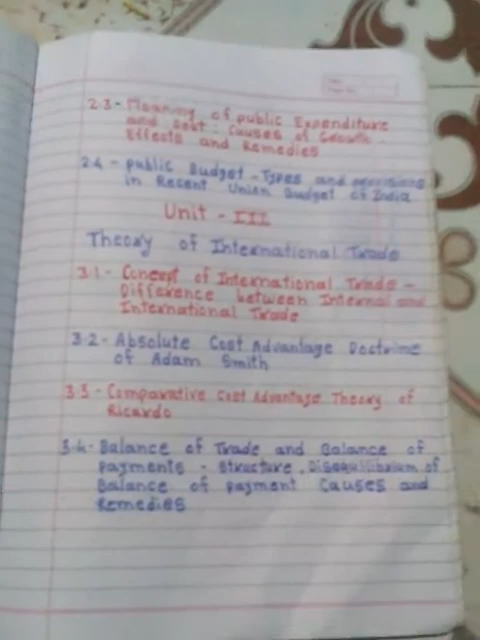 2.3- Meaning of public Expenditure
and Debt: Causes of Growth.
Effects and Remedies
2.4 - public Budget - Types and provisions
in Recent Union Budget of India
Unit - III
Theory of International Trade
3.1- Concept of International Trade -
Difference between Internal and
International Trade
3.2- Absolute Cost Advantage Doctrine
of Adam Smith
3.3- Comparative Cost Advantage Theory of
Ricardo
3.4- Balance of Trade and Balance of
payments - Structure, Disequilibrium of
Balance of payment Causes and
Remedies